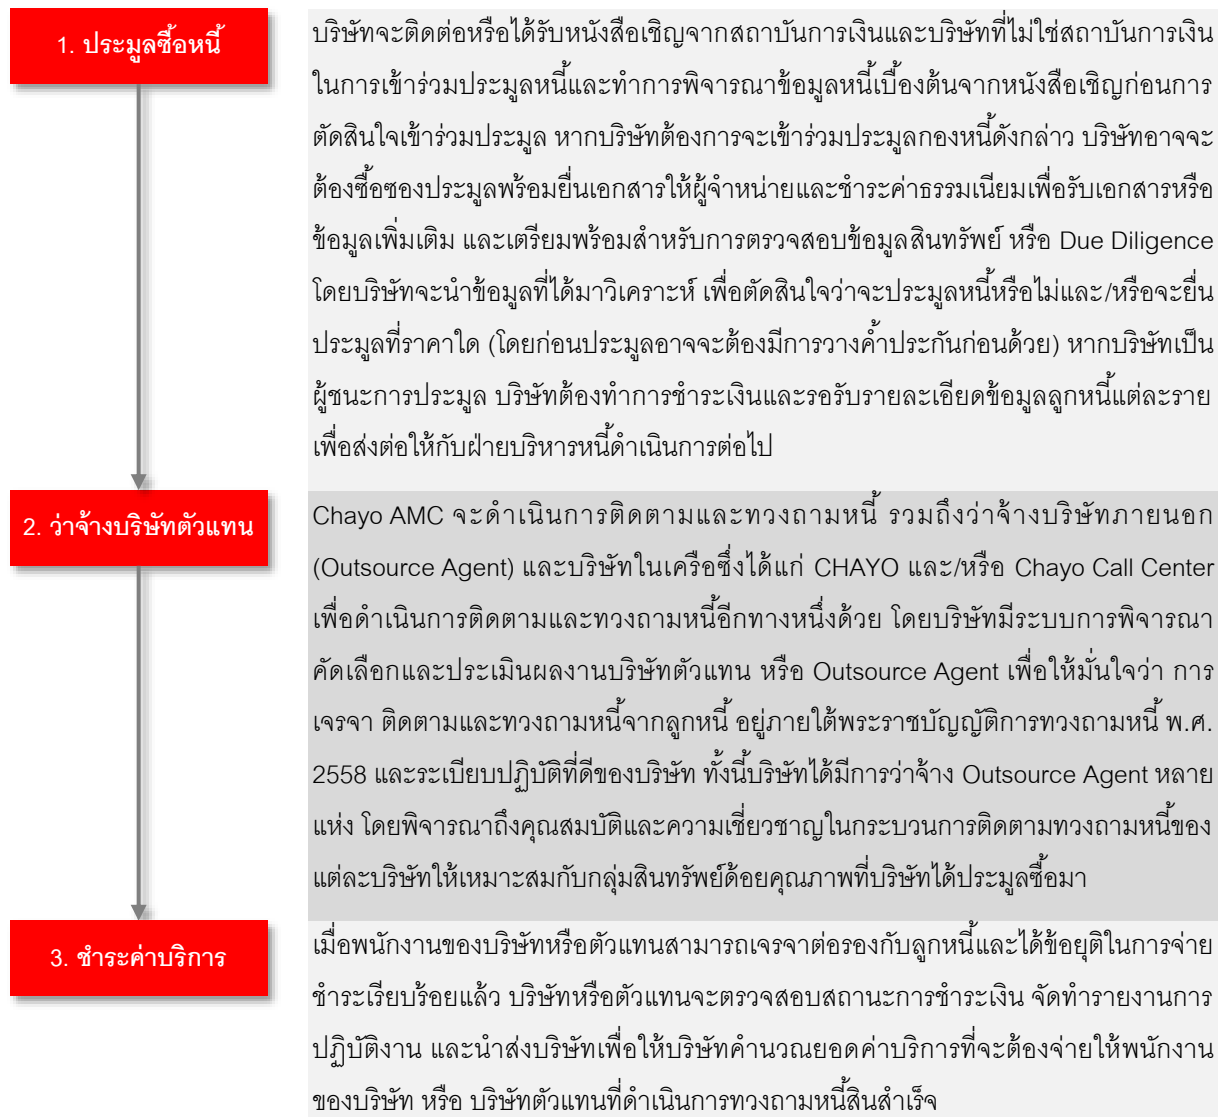 1. ประมูลซื้อหนี้
บริษัทจะติดต่อหรือได้รับหนังสือเชิญจากสถาบันการเงินและบริษัทที่ไม่ใช่สถาบันการเงิน
ในการเข้าร่วมประมูลหนี้และทำการพิจารณาข้อมูลหนี้เบื้องต้นจากหนังสือเชิญก่อนการ
ตัดสินใจเข้าร่วมประมูล หากบริษัทต้องการจะเข้าร่วมประมูลกองหนี้ดังกล่าว บริษัทอาจจะ
ต้องซื้อซองประมูลพร้อมยื่นเอกสารให้ผู้จำหน่ายและชำระค่าธรรมเนียมเพื่อรับเอกสารหรือ
ข้อมูลเพิ่มเติม และเตรียมพร้อมสำหรับการตรวจสอบข้อมูลสินทรัพย์ หรือ Due Diligence
โดยบริษัทจะนำข้อมูลที่ได้มาวิเคราะห์ เพื่อตัดสินใจว่าจะประมูลหนี้หรือไม่และ/หรือจะยื่น
ประมูลที่ราคาใด (โดยก่อนประมูลอาจจะต้องมีการวางค้ำประกันก่อนด้วย) หากบริษัทเป็น
ผู้ชนะการประมูล บริษัทต้องทำการชำระเงินและรอรับรายละเอียดข้อมูลลูกหนี้แต่ละราย
เพื่อส่งต่อให้กับฝ่ายบริหารหนี้ดำเนินการต่อไป
2. ว่าจ้างบริษัทตัวแทน
Chayo AMC จะดำเนินการติดตามและทวงถามหนี้ รวมถึงว่าจ้างบริษัทภายนอก
(Outsource Agent) และบริษัทในเครือซึ่งได้แก่ CHAYO และ/หรือ Chayo Call Center
เพื่อดำเนินการติดตามและทวงถามหนี้อีกทางหนึ่งด้วย โดยบริษัทมีระบบการพิจารณา
คัดเลือกและประเมินผลงานบริษัทตัวแทน หรือ Outsource Agent เพื่อให้มั่นใจว่า การ
เจรจา ติดตามและทวงถามหนี้จากลูกหนี้ อยู่ภายใต้พระราชบัญญัติการทวงถามหนี้ พ.ศ.
2558 และระเบียบปฏิบัติที่ดีของบริษัท ทั้งนี้บริษัทได้มีการว่าจ้าง Outsource Agent หลาย
แห่ง โดยพิจารณาถึงคุณสมบัติและความเชี่ยวชาญในกระบวนการติดตามทวงถามหนี้ของ
แต่ละบริษัทให้เหมาะสมกับกลุ่มสินทรัพย์ด้อยคุณภาพที่บริษัทได้ประมูลซื้อมา
3. ชำระค่าบริการ
เมื่อพนักงานของบริษัทหรือตัวแทนสามารถเจรจาต่อรองกับลูกหนี้และได้ข้อยุติในการจ่าย
ชำระเรียบร้อยแล้ว บริษัทหรือตัวแทนจะตรวจสอบสถานะการชำระเงิน จัดทำรายงานการ
ปฏิบัติงาน และนำส่งบริษัทเพื่อให้บริษัทคำนวณยอดค่าบริการที่จะต้องจ่ายให้พนักงาน
ของบริษัท หรือ บริษัทตัวแทนที่ดำเนินการทวงถามหนี้สินสำเร็จ